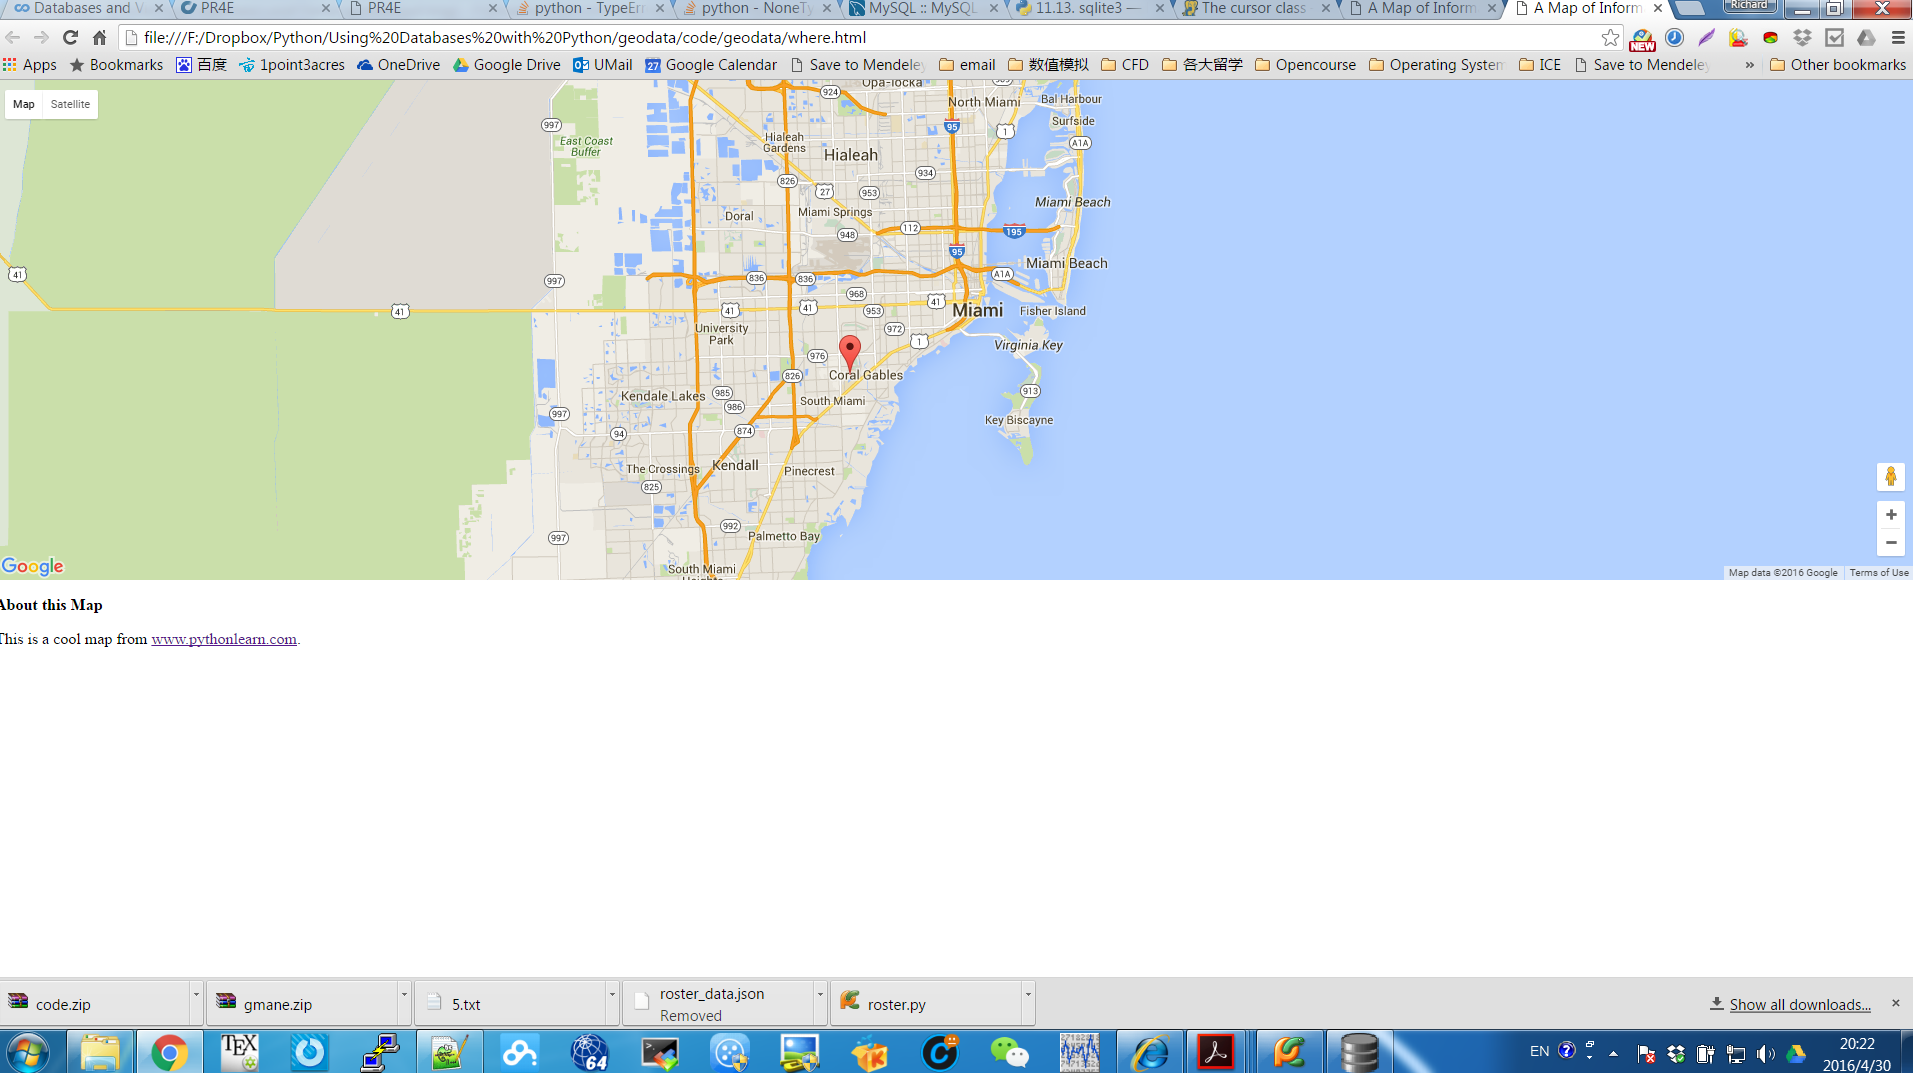 Databases and V
PR4E
PR4E
python - TypeErr
python - NoneTy
MySQL :: MySQL
11.13. sqlite3 —
The cursor class
A Map of Inform
A Map of Inform
Richard
file:///F:/Dropbox/Python/Using%20Databases%20with%20Python/geodata/code/geodata/where.html
NEW
Apps
Bookmarks
百度
1point3acres
OneDrive
Google Drive
UMail
27
Google Calendar
Save to Mendeley
email
数值模拟
CFD
各大留学
Opencourse
Operating System
ICE
Save to Mendeley
»
Other bookmarks
Map
Satellite
924
Opa-locka
North Miami
Bal Harbour
997
95
1
Surfside
East Coast
Buffer
Hialeah
Gardens
Hialeah
A1A
934
826
27
953
Miami Beach
Doral
Miami Springs
948
112
195
95
Miami Beach
41
997
836
836
A1A
968
41
41
41
953
41
Miami
Fisher Island
University
Park
972
1
Virginia Key
976
826
Coral Gables
Kendale Lakes
985
986
South Miami
913
997
94
874
Key Biscayne
The Crossings
Kendall
Pinecrest
825
992
Palmetto Bay
997
South Miami
Heights
Google
Map data ©2016 Google
Terms of Use
About this Map
This is a cool map from www.pythonlearn.com.
code.zip
gmane.zip
5.txt
roster_data.json
Removed
roster.py
Show all downloads...
TEX
64
EN
20:22
2016/4/30